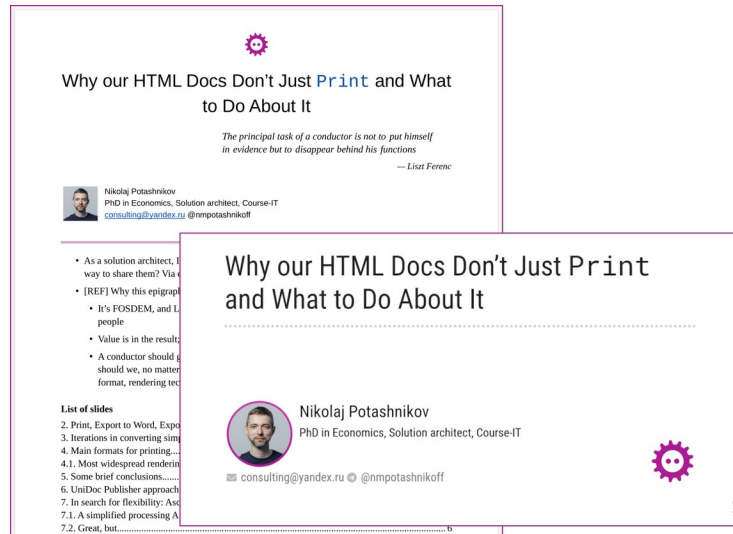 Why our HTML Docs Don't Just Print and What
to Do About It
The principal task of a conductor is not to put himself
in evidence but to disappear behind his functions
— Liszt Ferenc
Nikolaj Potashnikov
PhD in Economics, Solution architect, Course-IT
consulting@yandex.ru @nmpotashnikoff
• As a solution architect, I
way to share them? Via
• [REF] Why this epigrap
• It's FOSDEM, and L
people
• Value is in the result;
• A conductor should
should we, no matter
format, rendering tec
List of slides
2. Print, Export to Word, Expo
3. Iterations in converting sim
4. Main formats for printing....
4.1. Most widespread renderin
5. Some brief conclusions.......
6. UniDoc Publisher approach
7. In search for flexibility: Asc
7.1. A simplified processing A
7.2. Great, but.................... 6
Why our HTML Docs Don't Just Print
and What to Do About It
Nikolaj Potashnikov
PhD in Economics, Solution architect, Course-IT
consulting@yandex.ru @nmpotashnikoff